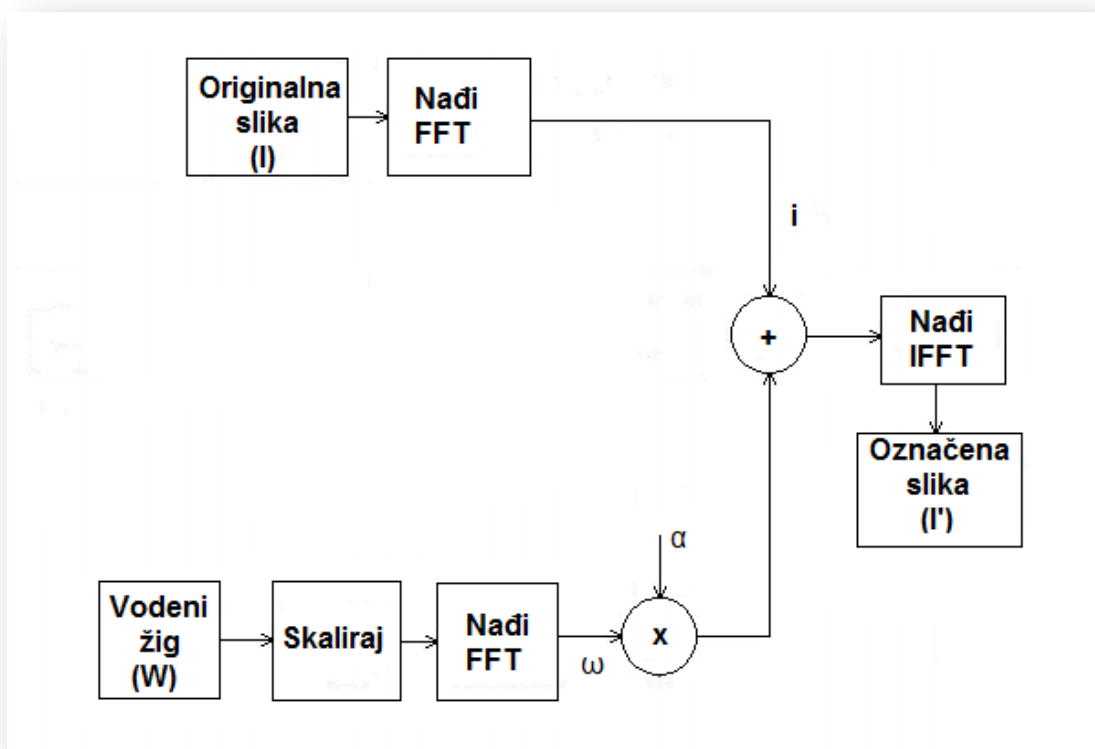 Originalna
slika
(I)
Nađi
FFT
i
+
Nađi
IFFT
Označena
slika
(I')
α
Vodeni
žig
(W)
Skaliraj
Nađi
FFT
ω
x